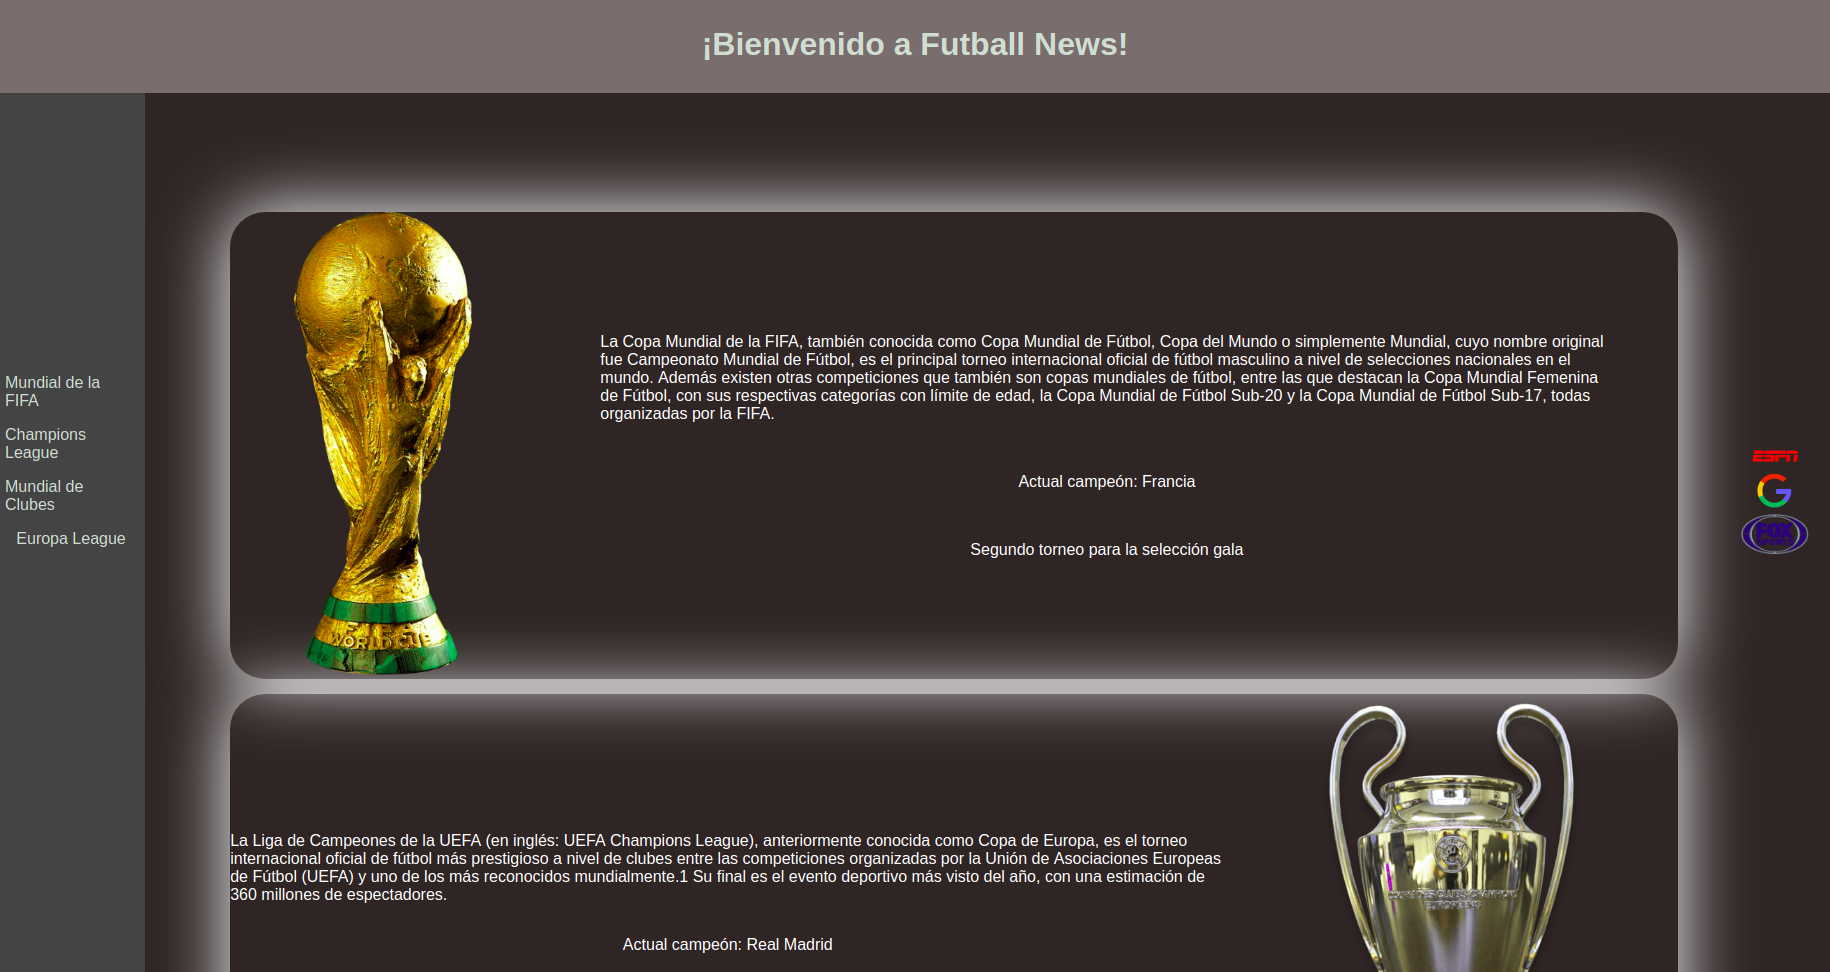 ¡Bienvenido a Futball News!
Mundial de la
FIFA
Champions
League
Mundial de
Clubes
Europa League
La Copa Mundial de la FIFA, también conocida como Copa Mundial de Fútbol, Copa del Mundo o simplemente Mundial, cuyo nombre original
fue Campeonato Mundial de Fútbol, es el principal torneo internacional oficial de fútbol masculino a nivel de selecciones nacionales en el
mundo. Además existen otras competiciones que también son copas mundiales de fútbol, entre las que destacan la Copa Mundial Femenina
de Fútbol, con sus respectivas categorías con límite de edad, la Copa Mundial de Fútbol Sub-20 y la Copa Mundial de Fútbol Sub-17, todas
organizadas por la FIFA.
Actual campeón: Francia
Segundo torneo para la selección gala
WORLD CUP
ESPN
G
FOX
SPORTS
La Liga de Campeones de la UEFA (en inglés: UEFA Champions League), anteriormente conocida como Copa de Europa, es el torneo
internacional oficial de fútbol más prestigioso a nivel de clubes entre las competiciones organizadas por la Unión de Asociaciones Europeas
de Fútbol (UEFA) y uno de los más reconocidos mundialmente.1 Su final es el evento deportivo más visto del año, con una estimación de
360 millones de espectadores.
Actual campeón: Real Madrid